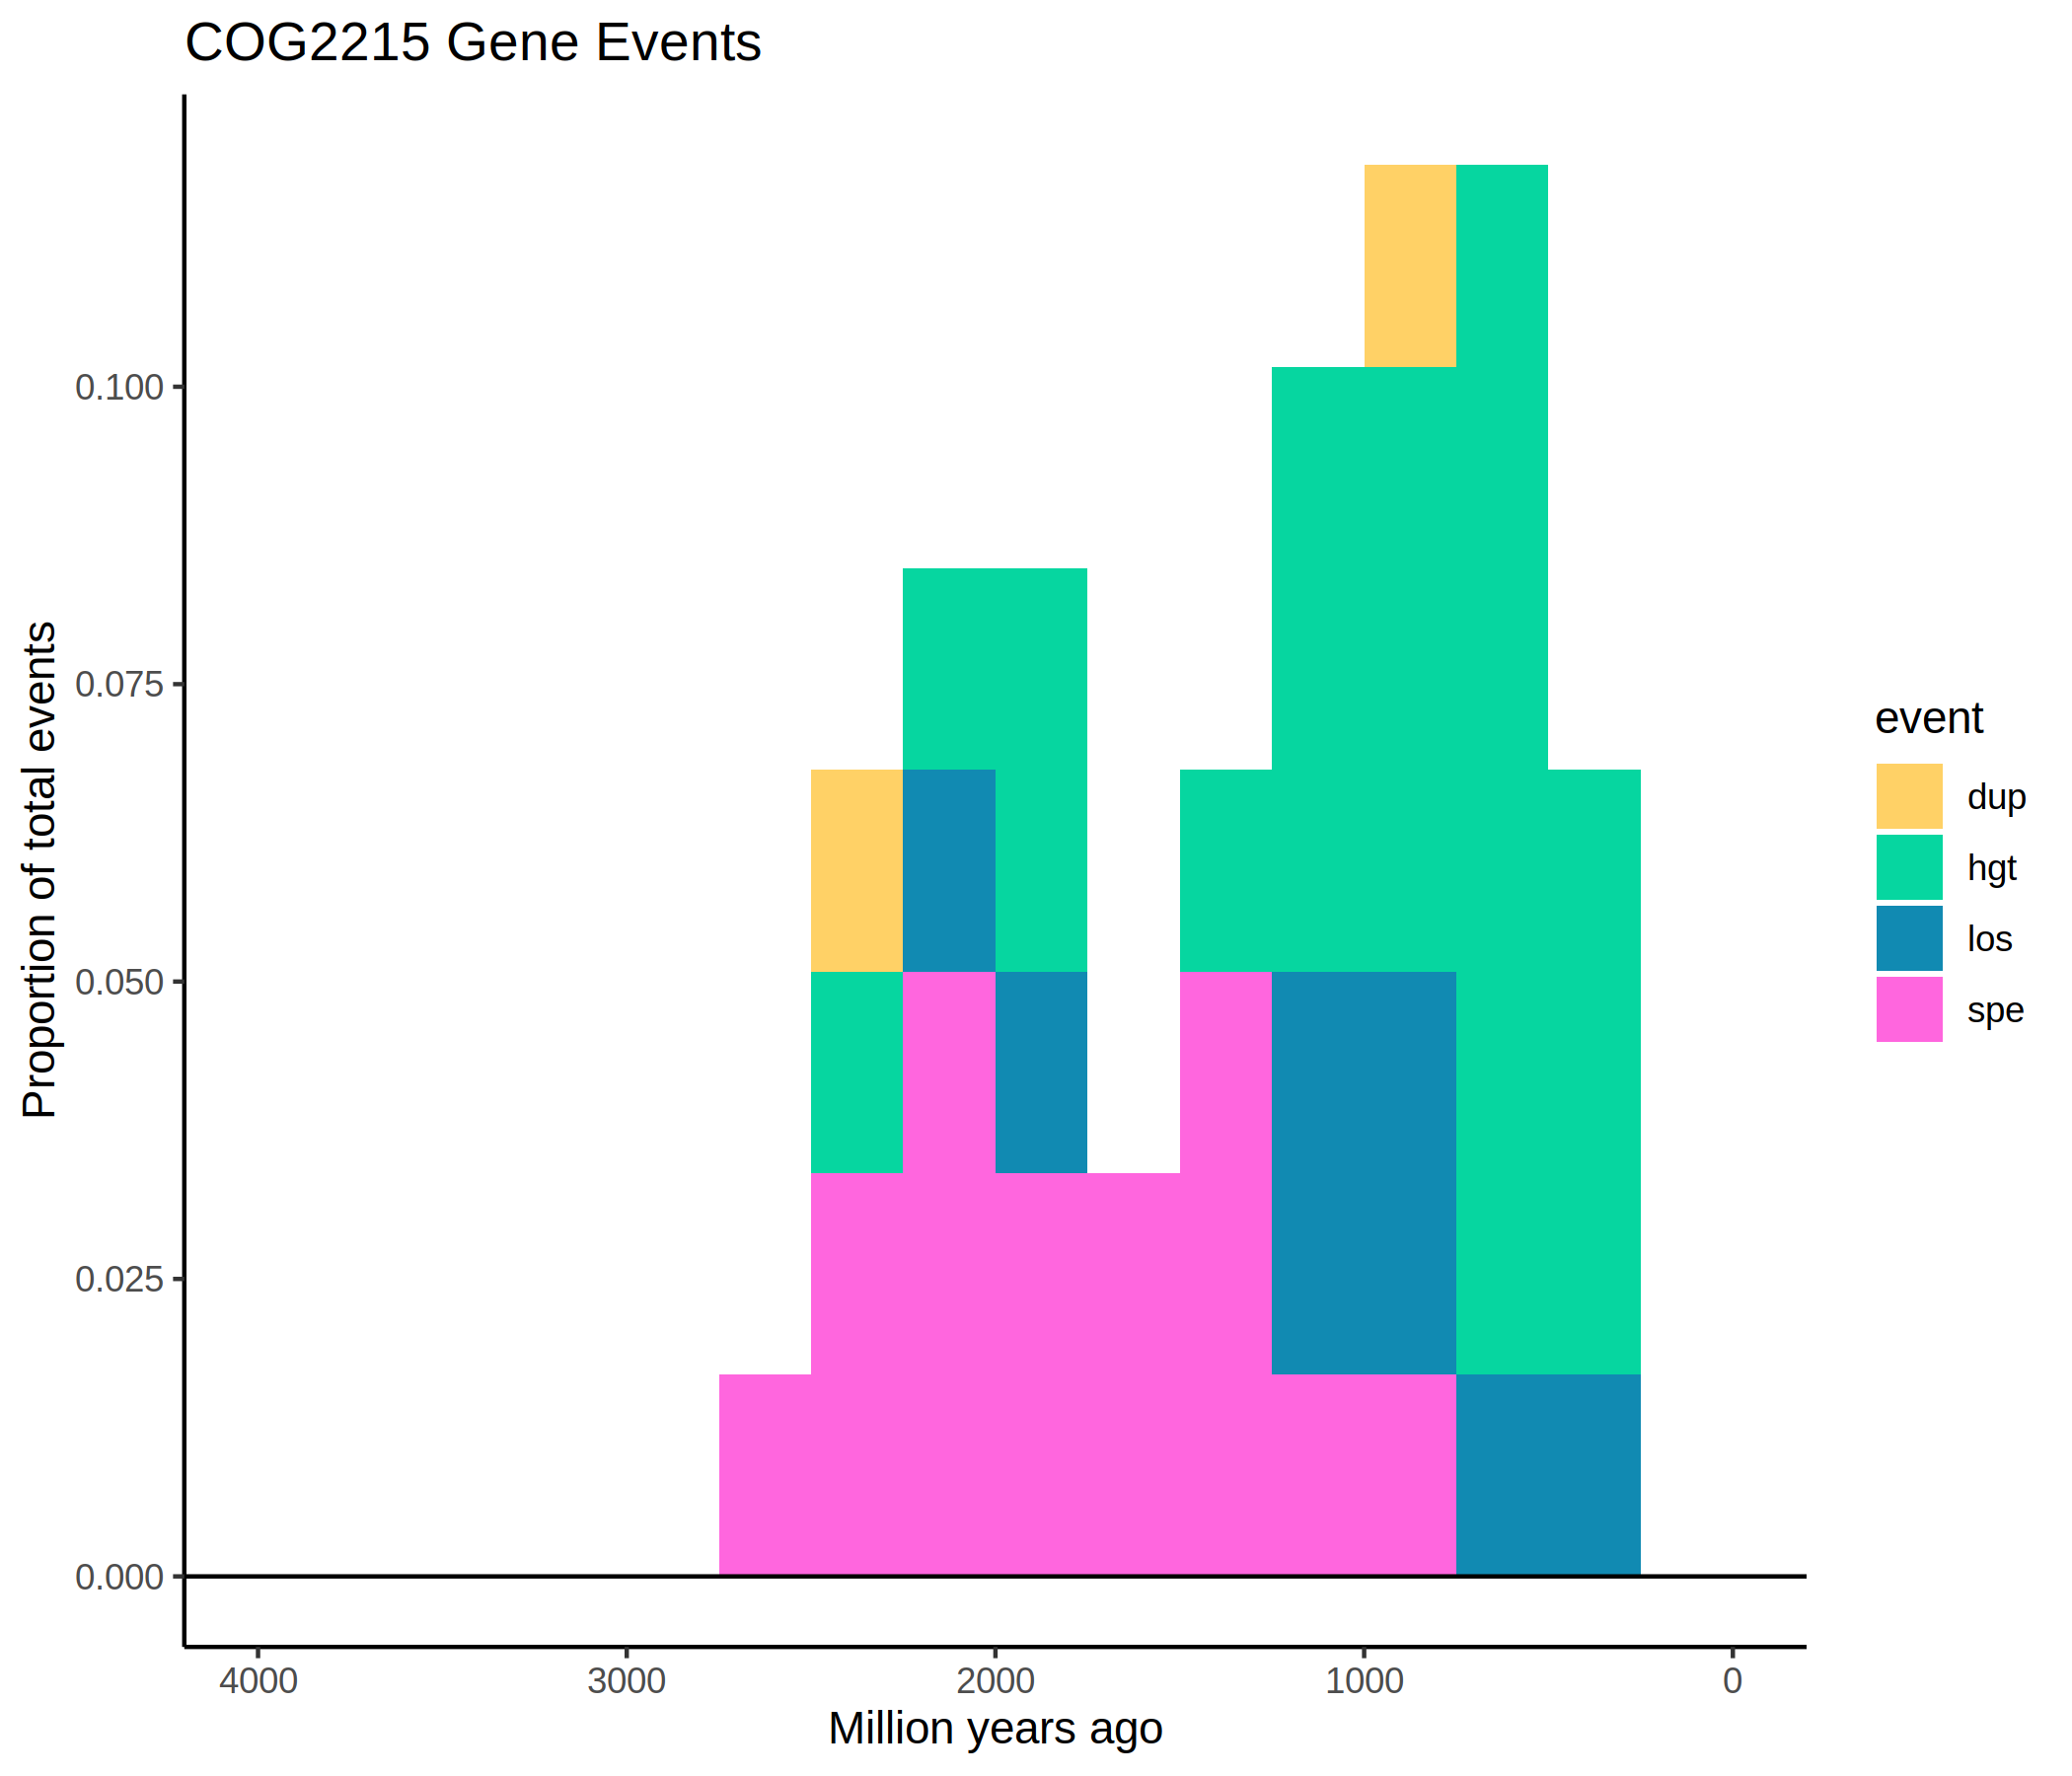 COG2215 Gene Events
Proportion of total events
0.100
0.075
0.050
0.025
0.000
4000 3000 2000 1000 0
Million years ago
event
dup
hgt
los
spe